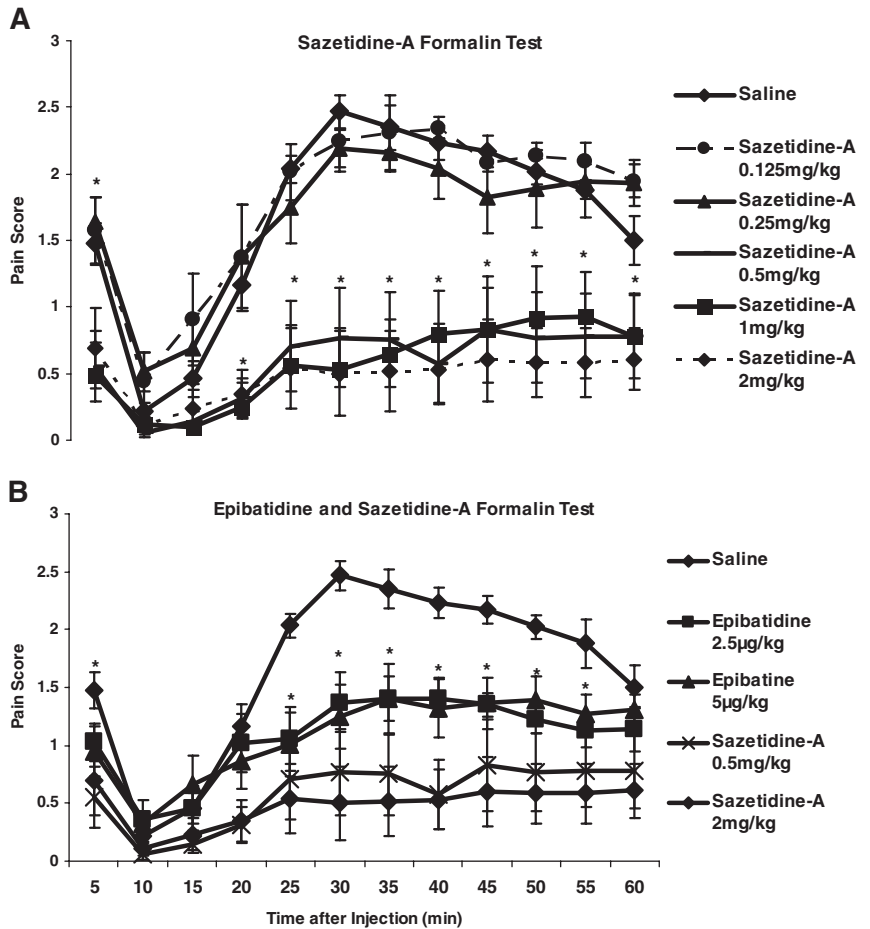 A
Sazetidine-A Formalin Test
Pain Score
3
2.5
2
1.5
1
0.5
0
*
*
*
*
*
*
*
*
*
*
Saline
Sazetidine-A
0.125mg/kg
Sazetidine-A
0.25mg/kg
Sazetidine-A
0.5mg/kg
Sazetidine-A
1mg/kg
Sazetidine-A
2mg/kg
B
Epibatidine and Sazetidine-A Formalin Test
Pain Score
3
2.5
2
1.5
1
0.5
0
*
*
*
*
*
*
*
*
5 10 15 20 25 30 35 40 45 50 55 60
Time after Injection (min)
Saline
Epibatidine
2.5µg/kg
Epibatine
5µg/kg
Sazetidine-A
0.5mg/kg
Sazetidine-A
2mg/kg